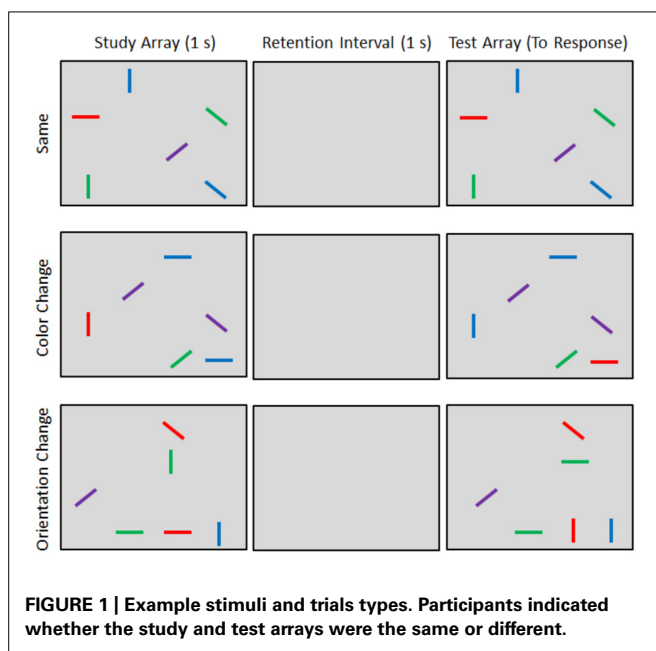 Study Array (1 s)
Retention Interval (1 s)
Test Array (To Response)
Same
Color Change
Orientation Change
FIGURE 1 | Example stimuli and trials types. Participants indicated
whether the study and test arrays were the same or different.